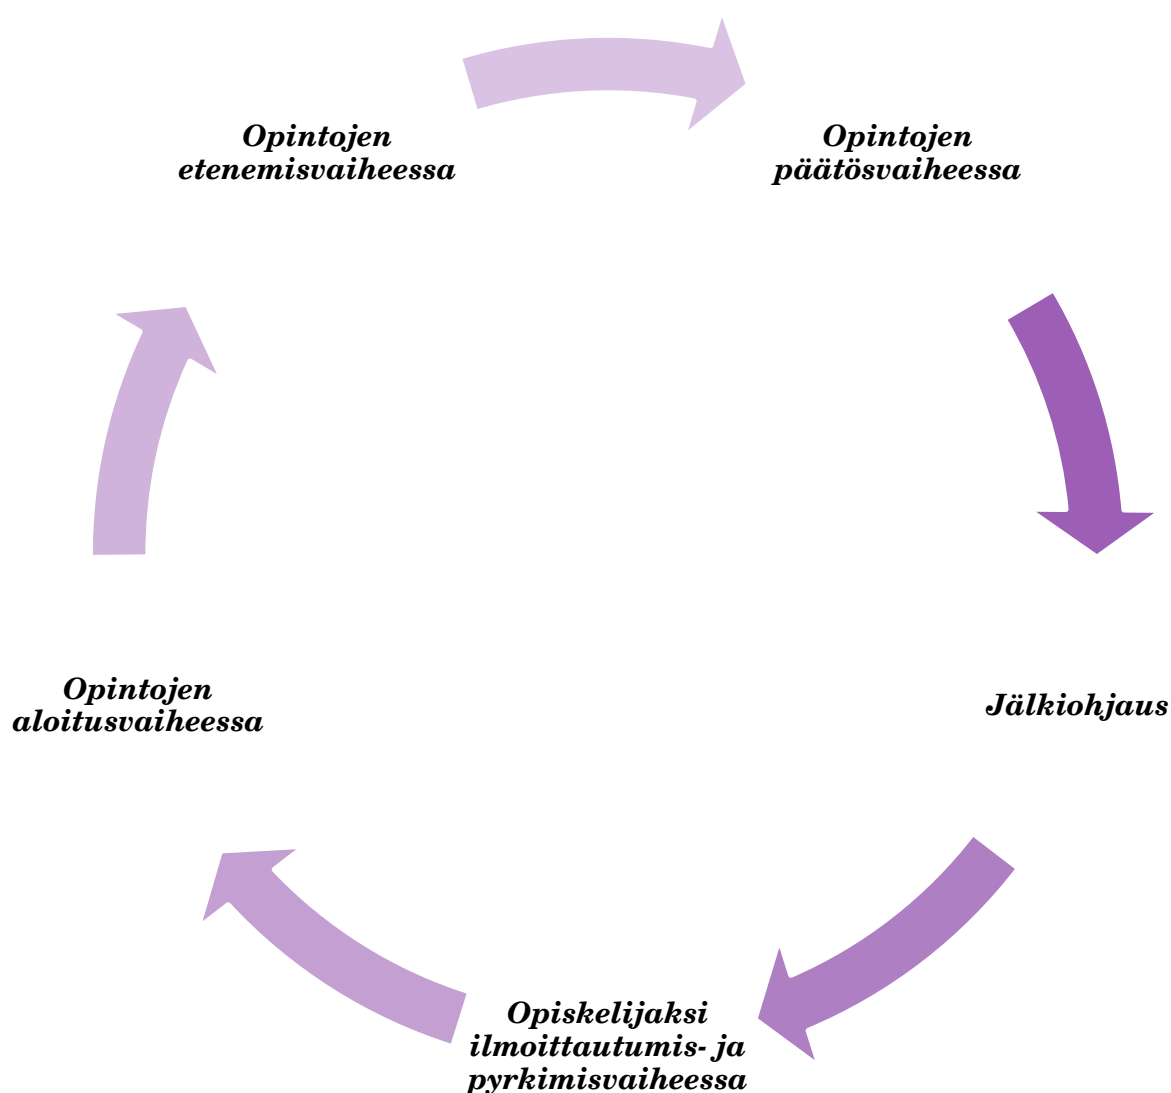 Opintojen
etenemisvaiheessa
Opintojen
päätösvaiheessa
Opintojen
aloitusvaiheessa
Jälkiohjaus
Opiskelijaksi
ilmoittautumis- ja
pyrkimisvaiheessa